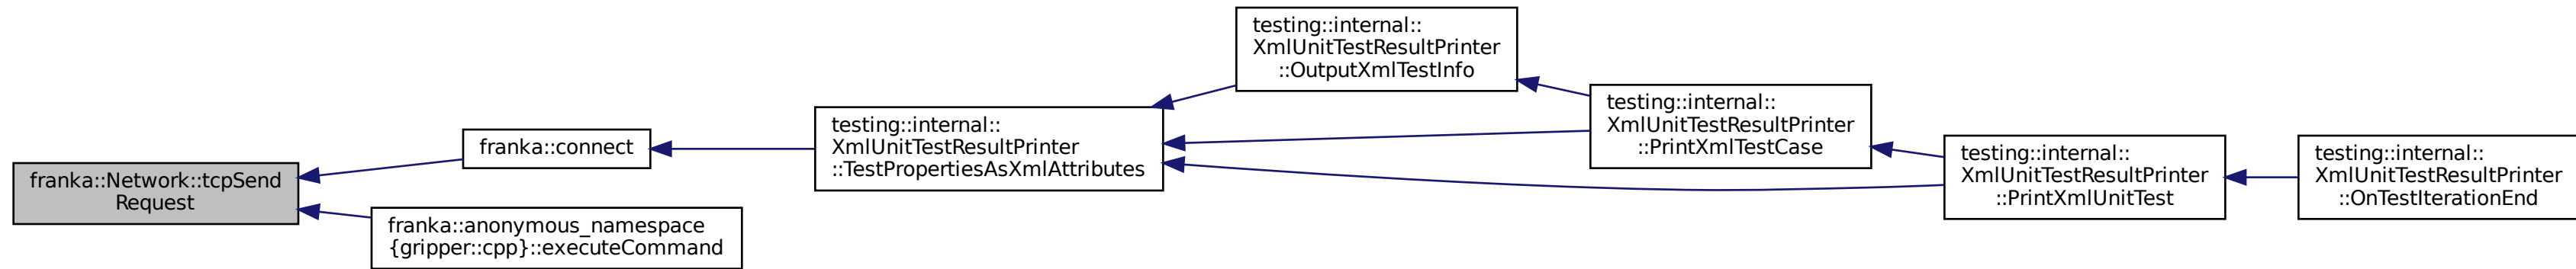 franka::Network::tcpSend
Request
franka::connect
franka::anonymous_namespace
{gripper::cpp}::executeCommand
testing::internal::
XmlUnitTestResultPrinter
::TestPropertiesAsXmlAttributes
testing::internal::
XmlUnitTestResultPrinter
::OutputXmlTestInfo
testing::internal::
XmlUnitTestResultPrinter
::PrintXmlTestCase
testing::internal::
XmlUnitTestResultPrinter
::PrintXmlUnitTest
testing::internal::
XmlUnitTestResultPrinter
::OnTestIterationEnd